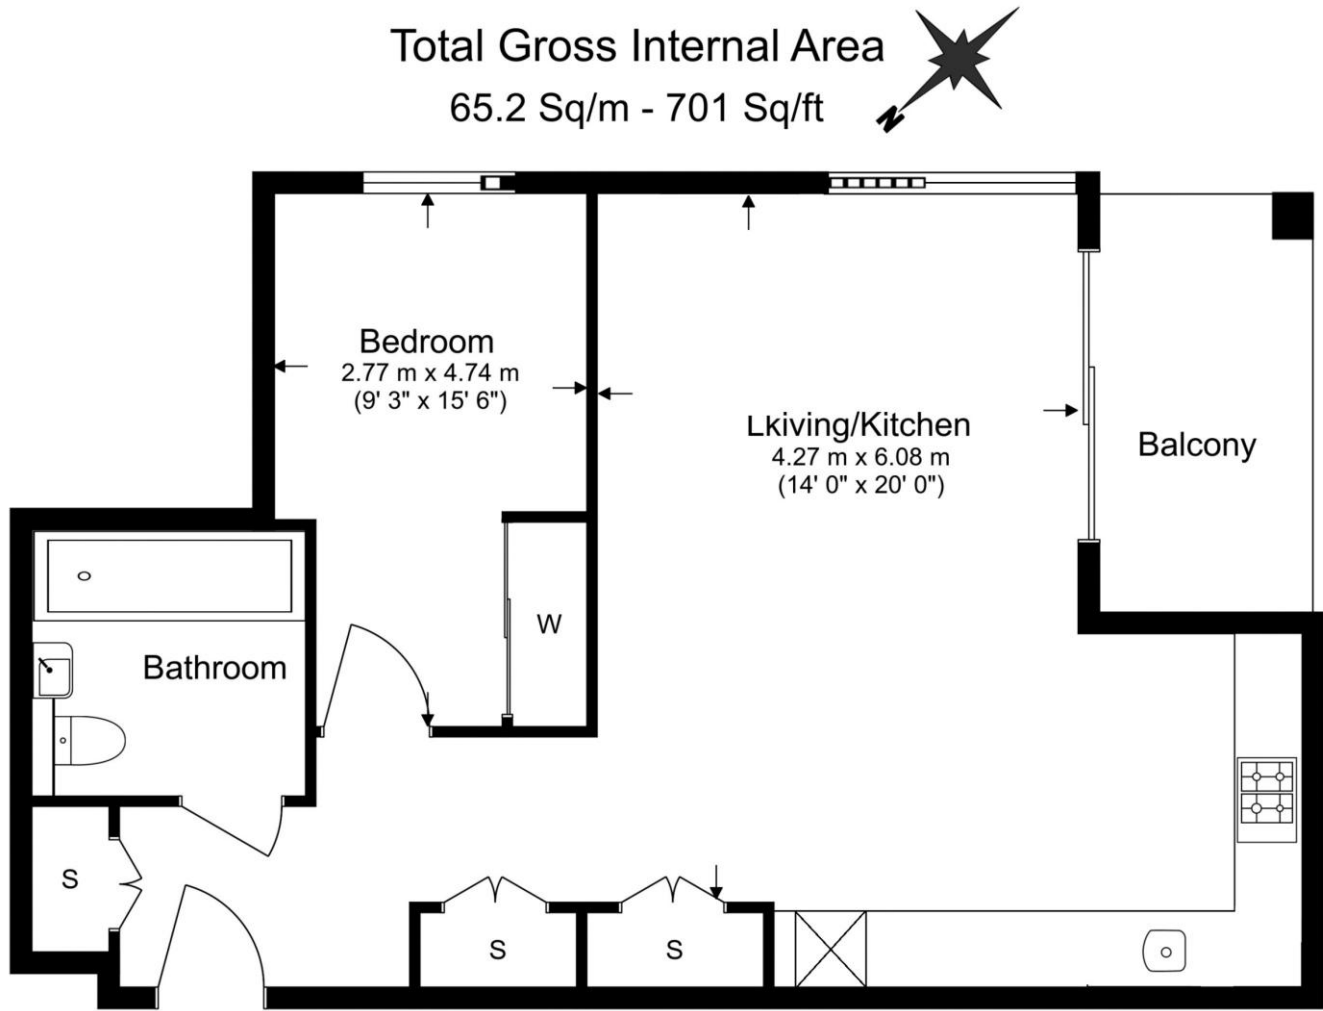 Total Gross Internal Area
65.2 Sq/m - 701 Sq/ft
N
Bedroom
2.77 m x 4.74 m
(9' 3" x 15' 6")
Lkiving/Kitchen
4.27 m x 6.08 m
(14' 0" x 20' 0")
Balcony
W
Bathroom
S
S
S